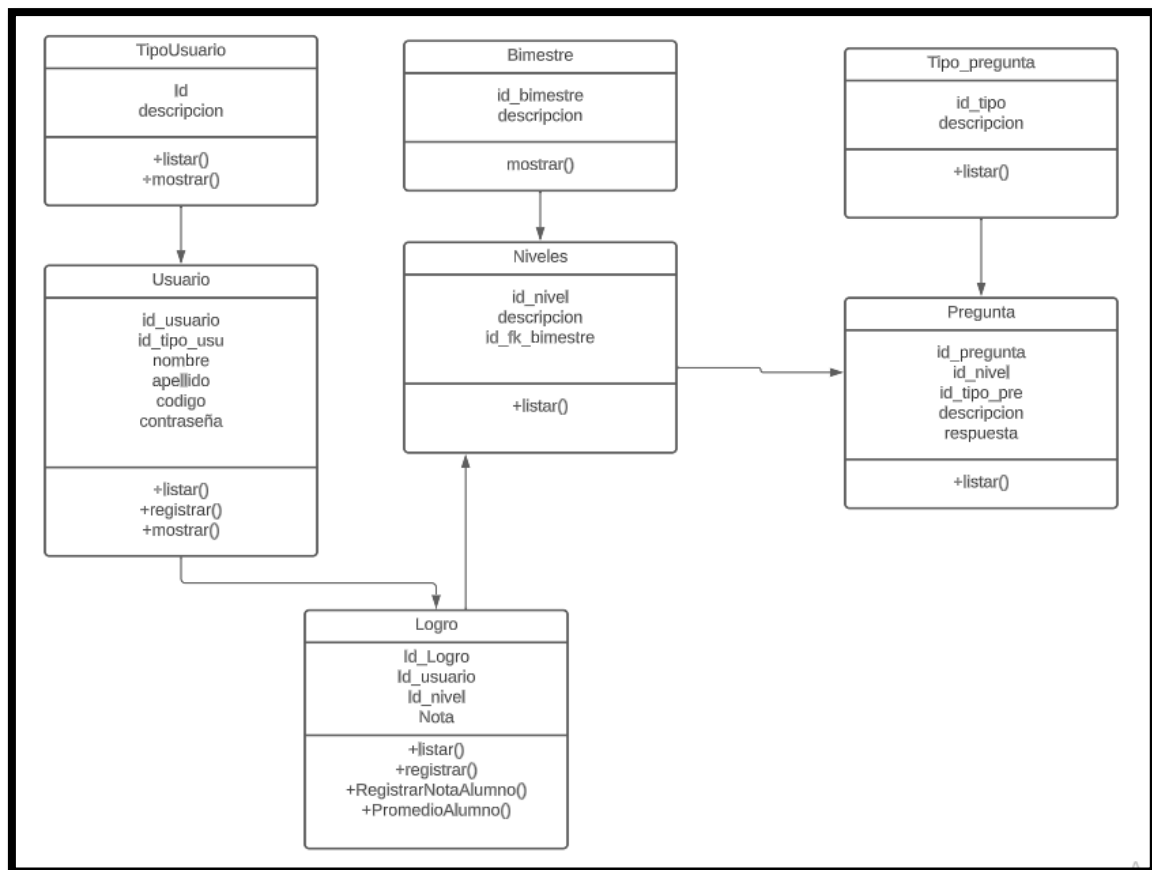 TipoUsuario
Id
descripcion
+listar()
+mostrar()
Bimestre
id_bimestre
descripcion
mostrar()
Tipo_pregunta
id_tipo
descripcion
+listar()
Usuario
id_usuario
id_tipo_usu
nombre
apellido
codigo
contraseña
+listar()
+registrar()
+mostrar()
Niveles
id_nivel
descripcion
id_fk_bimestre
+listar()
Pregunta
id_pregunta
id_nivel
id_tipo_pre
descripcion
respuesta
+listar()
Logro
Id_Logro
Id_usuario
Id_nivel
Nota
+listar()
+registrar()
+RegistrarNotaAlumno()
+PromedioAlumno()